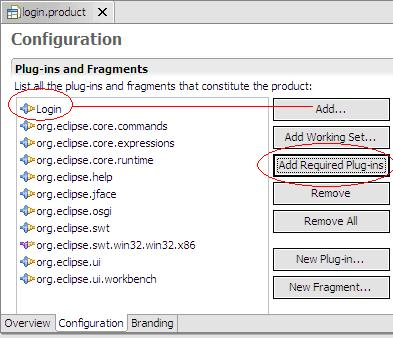 login.product
Configuration
Plug-ins and Fragments
List all the plug-ins and fragments that constitute the product:
Login
org.eclipse.core.commands
org.eclipse.core.expressions
org.eclipse.core.runtime
org.eclipse.help
org.eclipse.jface
org.eclipse.osgi
org.eclipse.swt
org.eclipse.swt.win32.win32.x86
org.eclipse.ui
org.eclipse.ui.workbench
Add...
Add Working Set...
Add Required Plug-ins
Remove
Remove All
New Plug-in...
New Fragment...
Overview Configuration Branding